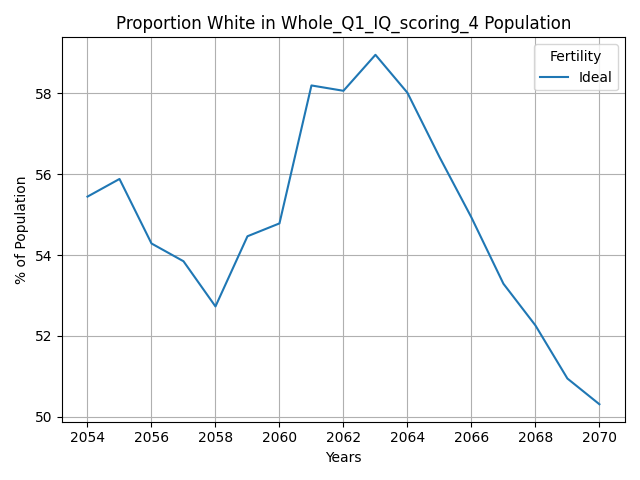 Proportion White in Whole_Q1_IQ_scoring_4 Population
Fertility
Ideal
58
56
54
52
50
% of Population
2054 2056 2058 2060 2062 2064 2066 2068 2070
Years